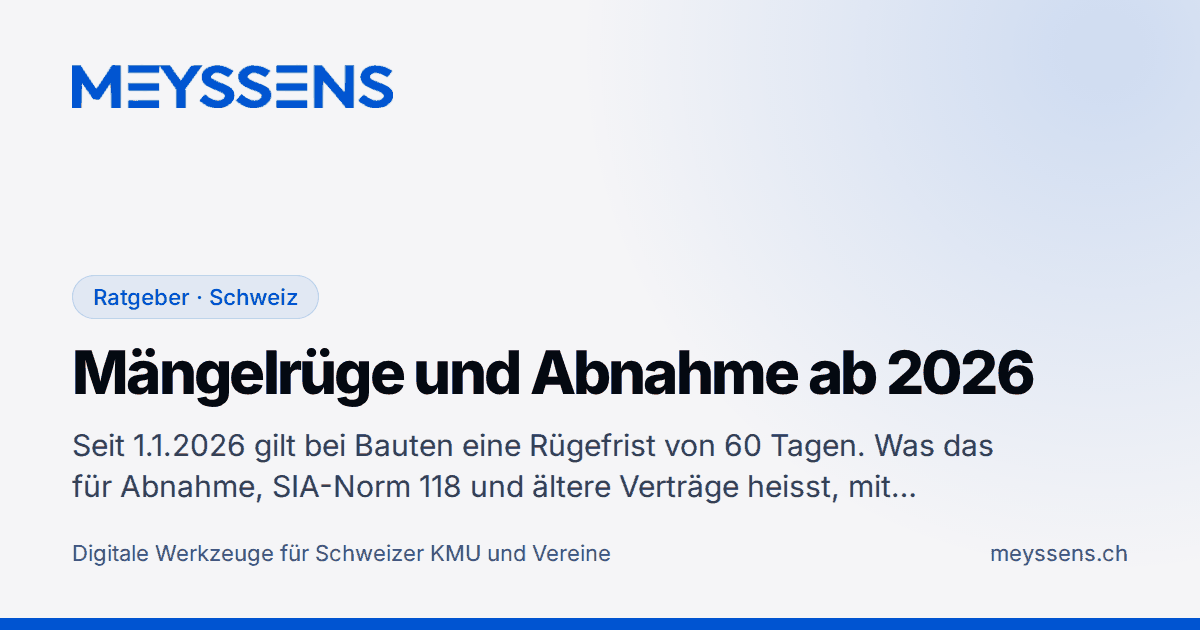 MEYSSENS
Ratgeber · Schweiz
Mängelrüge und Abnahme ab 2026
Seit 1.1.2026 gilt bei Bauten eine Rügefrist von 60 Tagen. Was das
für Abnahme, SIA-Norm 118 und ältere Verträge heisst, mit...
Digitale Werkzeuge für Schweizer KMU und Vereine
meyssens.ch